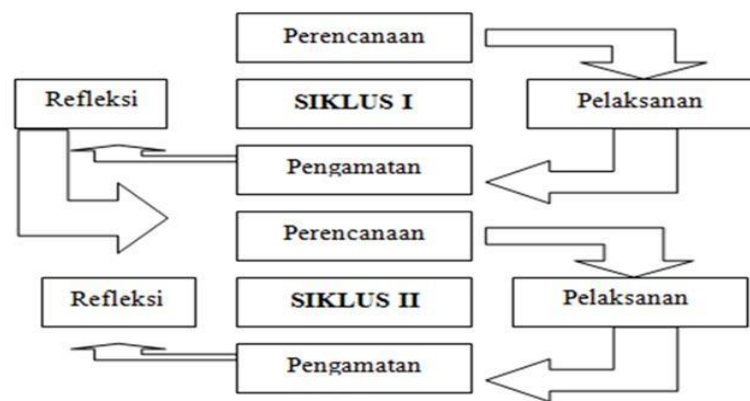 Perencanaan
Refleksi
SIKLUS I
Pelaksanan
Pengamatan
Perencanaan
Refleksi
SIKLUS II
Pelaksanan
Pengamatan